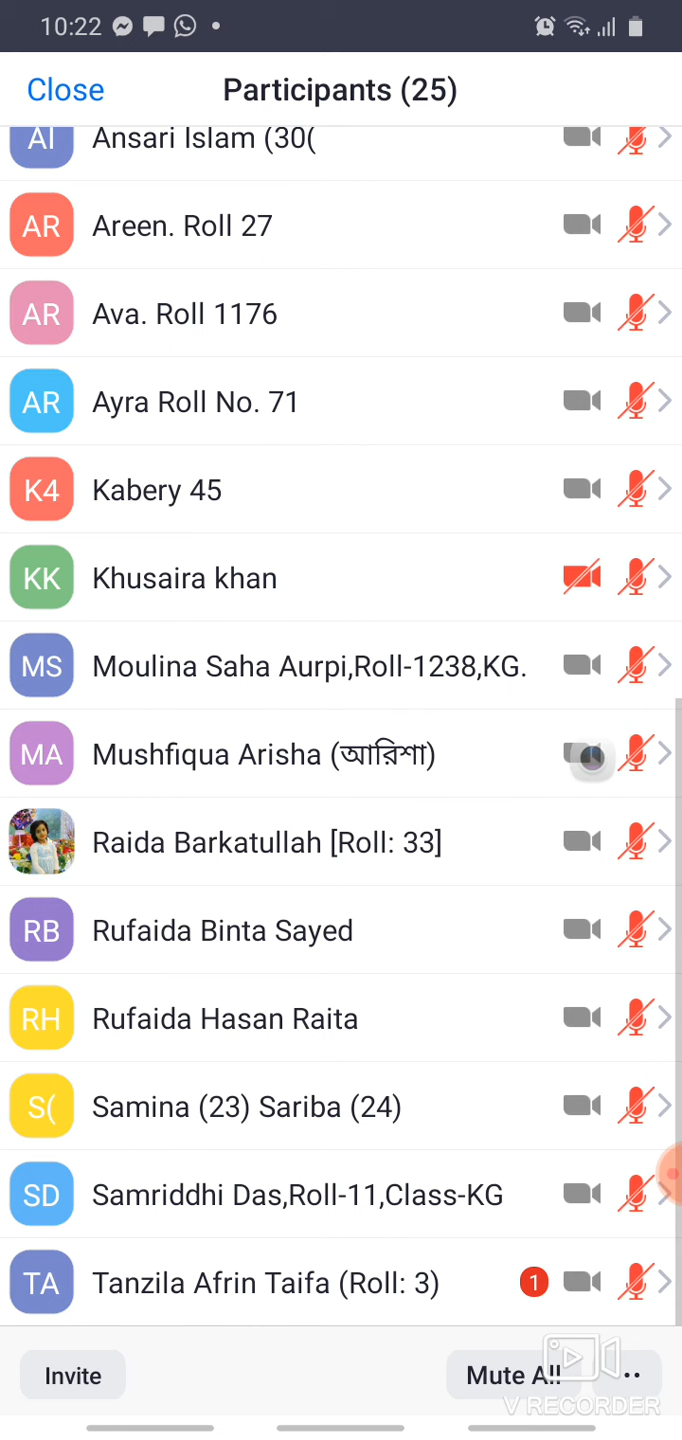 10:22
Close Participants (25)
AI Ansari Islam (30(
AR Areen. Roll 27
AR Ava. Roll 1176
AR Ayra Roll No. 71
K4 Kabery 45
KK Khusaira khan
MS Moulina Saha Aurpi,Roll-1238,KG.
MA Mushfiqua Arisha (আরিশা)
Raida Barkatullah [Roll: 33]
RB Rufaida Binta Sayed
RH Rufaida Hasan Raita
S( Samina (23) Sariba (24)
SD Samriddhi Das,Roll-11,Class-KG
TA Tanzila Afrin Taifa (Roll: 3) 1
Invite Mute All
V RECORDER